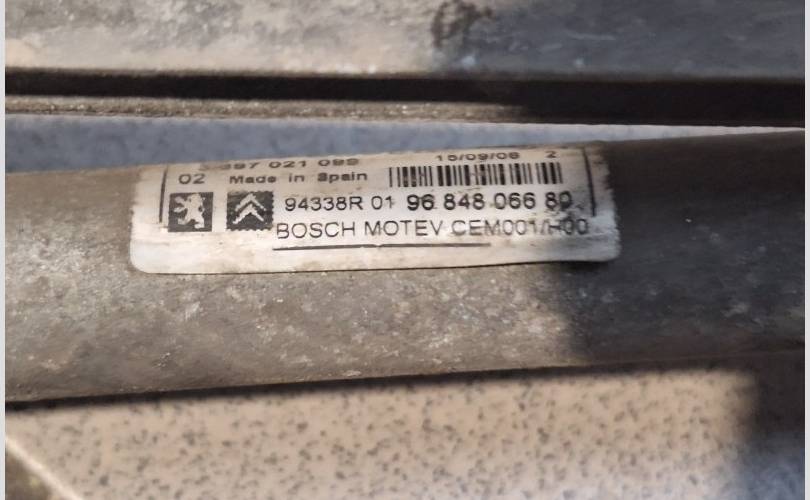 3 397 021 099 15/09/08 2
02 Made in Spain
94338R 01 96 848 066 80
BOSCH MOTEV CEM001/H00